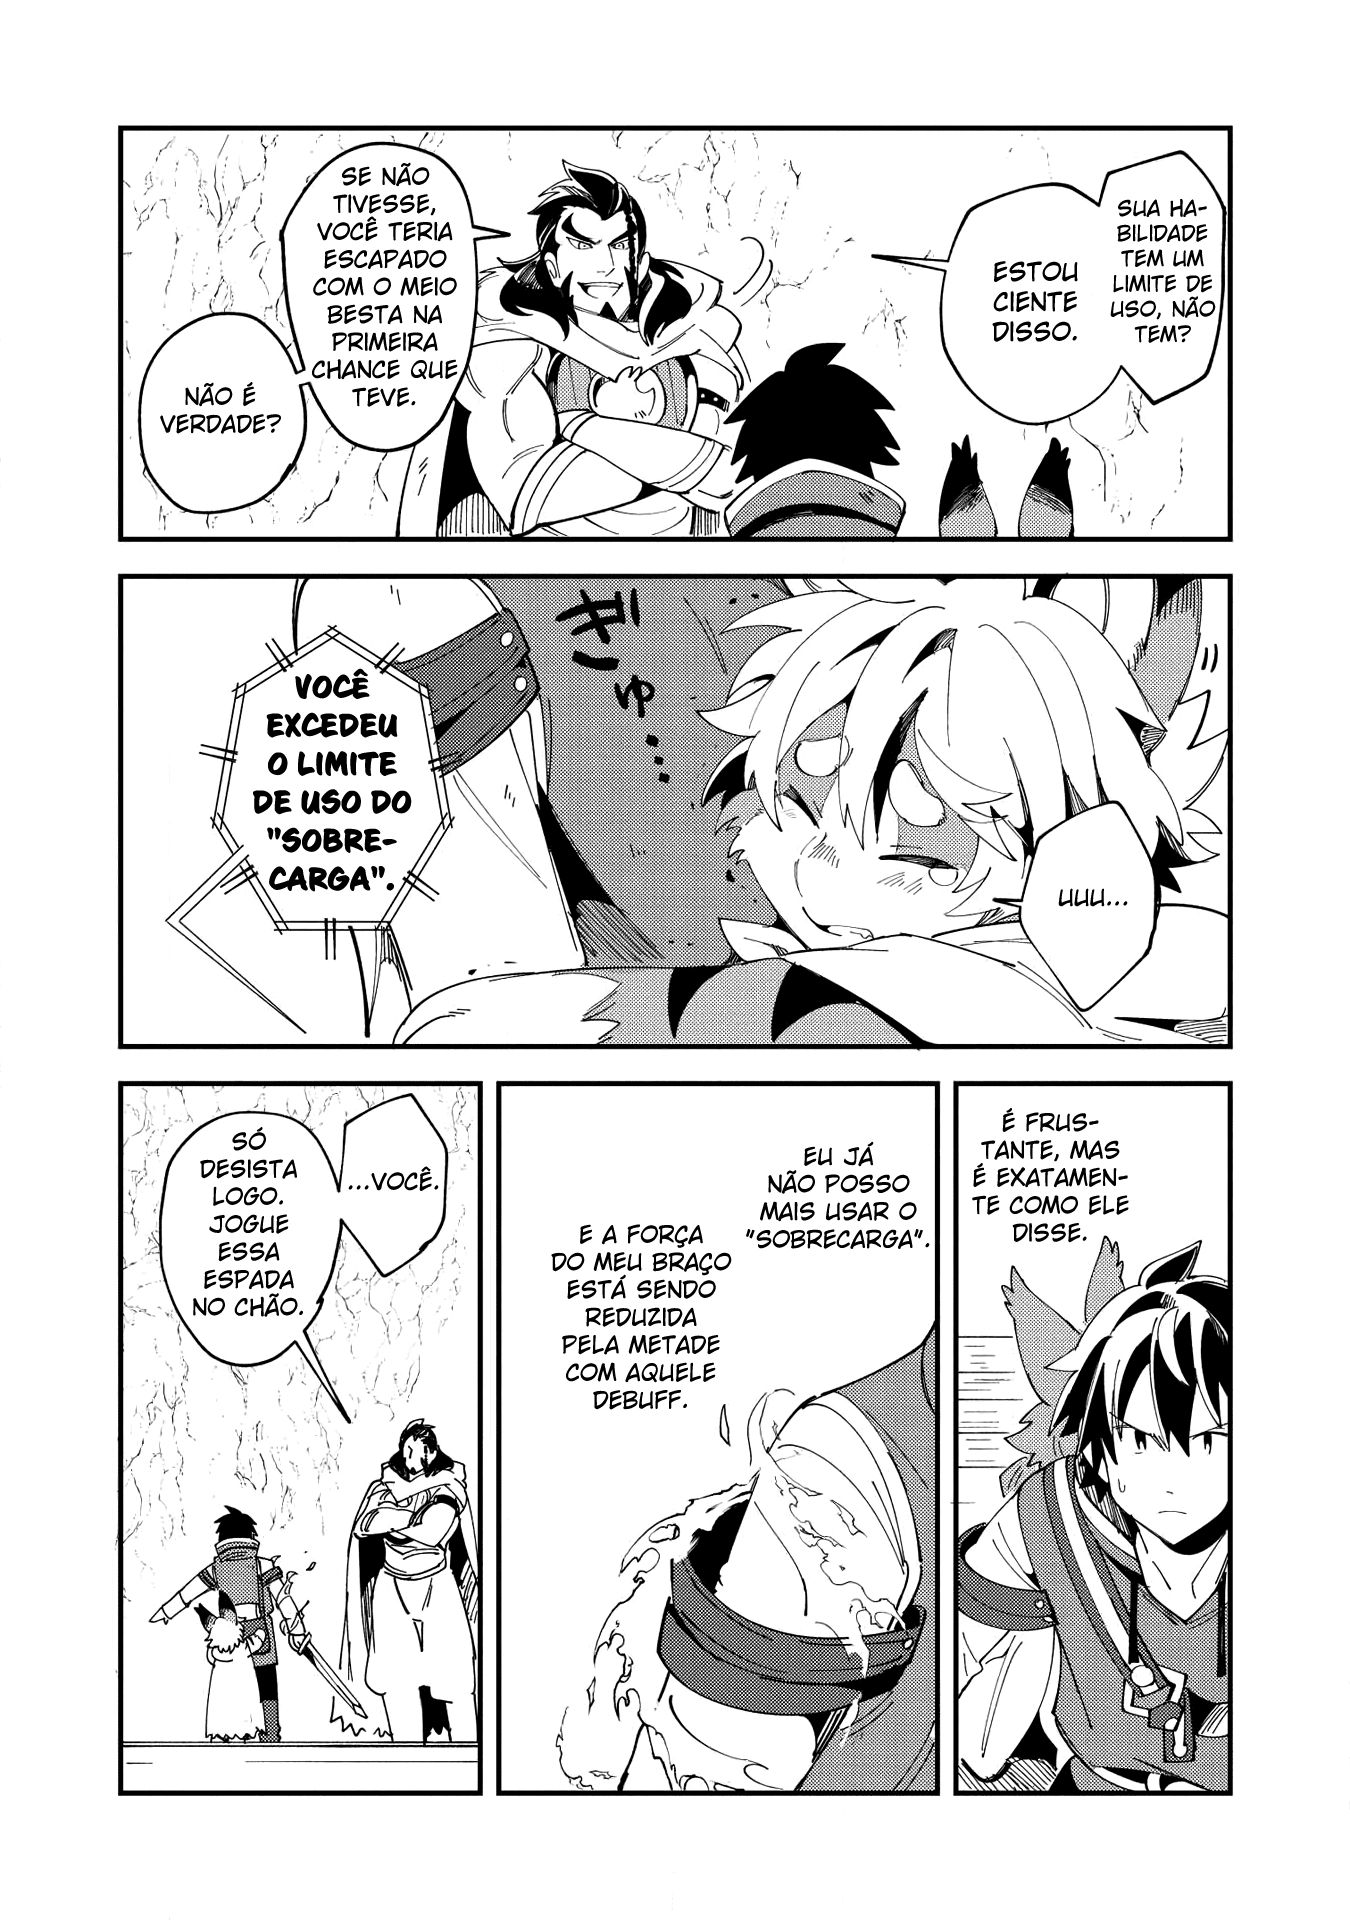 SUA HA-
BILIDADE
TEM UM
LIMITE DE
USO, NÃO
TEM?
ESTOU
CIENTE
DISSO.
SE NÃO
TIVESSE,
VOCÊ TERIA
ESCAPADO
COM O MEIO
BESTA NA
PRIMEIRA
CHANCE QUE
TEVE.
NÃO É
VERDADE?
UUU...
ぎゅ...
VOCÊ
EXCEDEU
O LIMITE
DE USO DO
"SOBRE-
CARGA".
É FRUS-
TANTE, MAS
É EXATAMEN-
TE COMO ELE
DISSE.
EU JÁ
NÃO POSSO
MAIS USAR O
"SOBRECARGA".
E A FORÇA
DO MEU BRAÇO
ESTÁ SENDO
REDUZIDA
PELA METADE
COM AQUELE
DEBUFF.
...VOCÊ.
SÓ
DESISTA
LOGO.
JOGUE
ESSA
ESPADA
NO CHÃO.